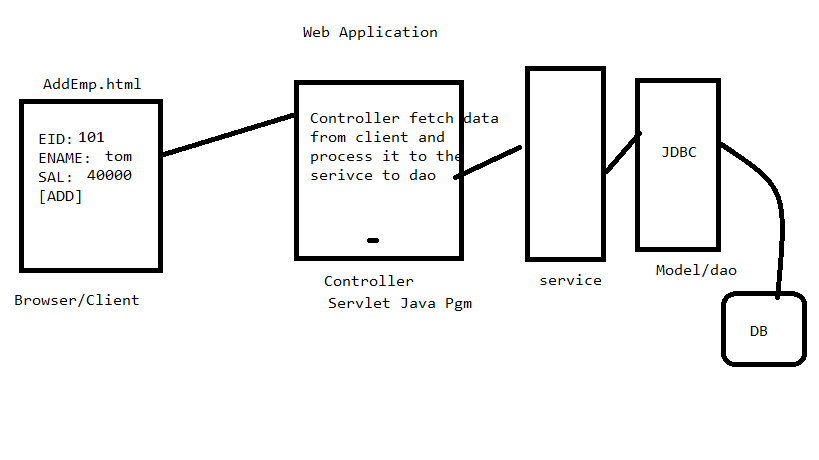 Web Application
AddEmp.html
EID: 101
ENAME: tom
SAL: 40000
[ADD]
Browser/Client
Controller fetch data
from client and
process it to the
serivce to dao
Controller
Servlet Java Pgm
service
JDBC
Model/dao
DB